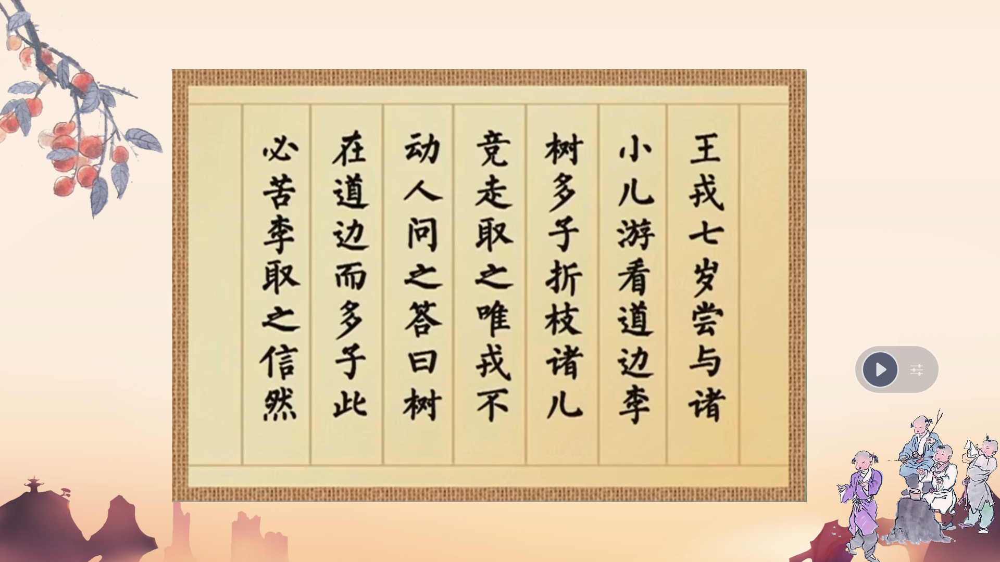 王戎七岁尝与诸
小儿游看道边李
树多子折枝诸儿
竞走取之唯戎不
动人问之答曰树
在道边而多子此
必苦李取之信然